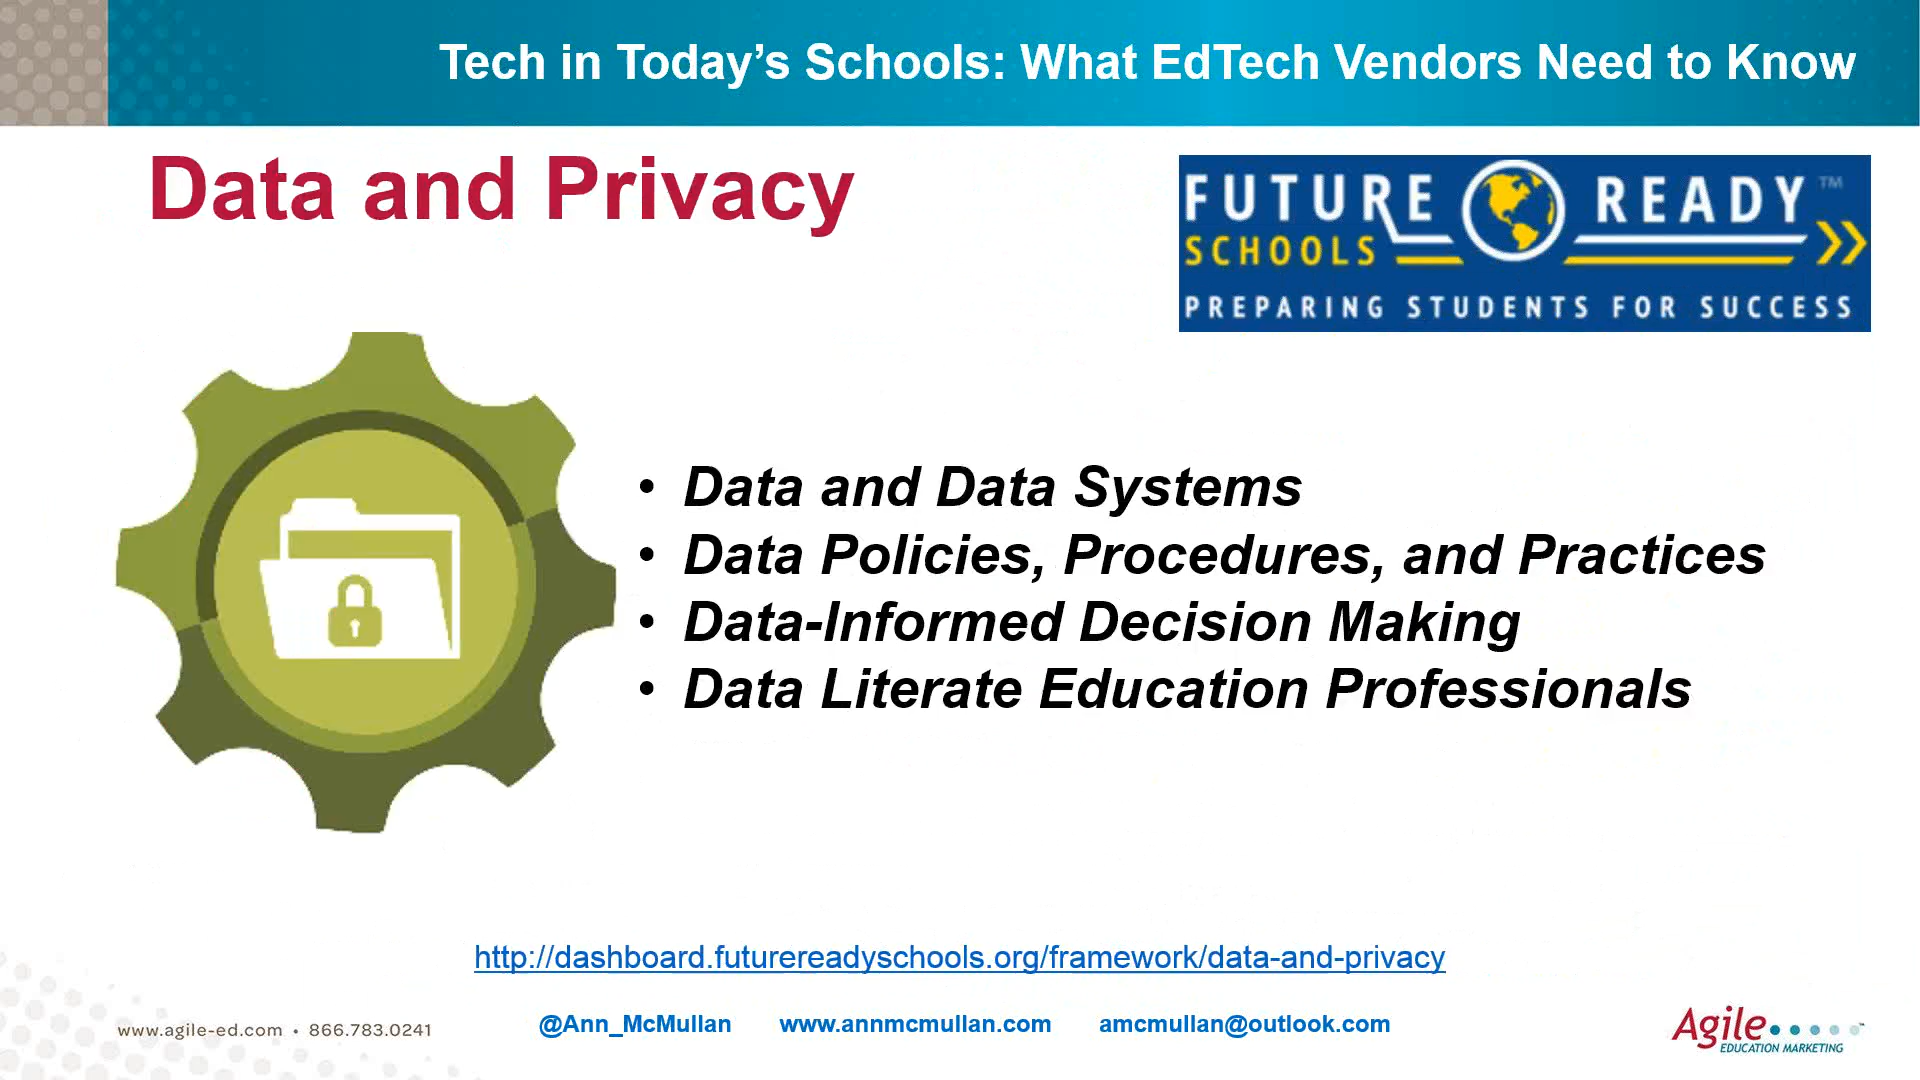 Tech in Today’s Schools: What EdTech Vendors Need to Know
Data and Privacy
FUTURE READY™
SCHOOLS
PREPARING STUDENTS FOR SUCCESS
• Data and Data Systems
• Data Policies, Procedures, and Practices
• Data-Informed Decision Making
• Data Literate Education Professionals
http://dashboard.futurereadyschools.org/framework/data-and-privacy
www.agile-ed.com • 866.783.0241
@Ann_McMullan www.annmcmullan.com amcmullan@outlook.com
Agile™
EDUCATION MARKETING